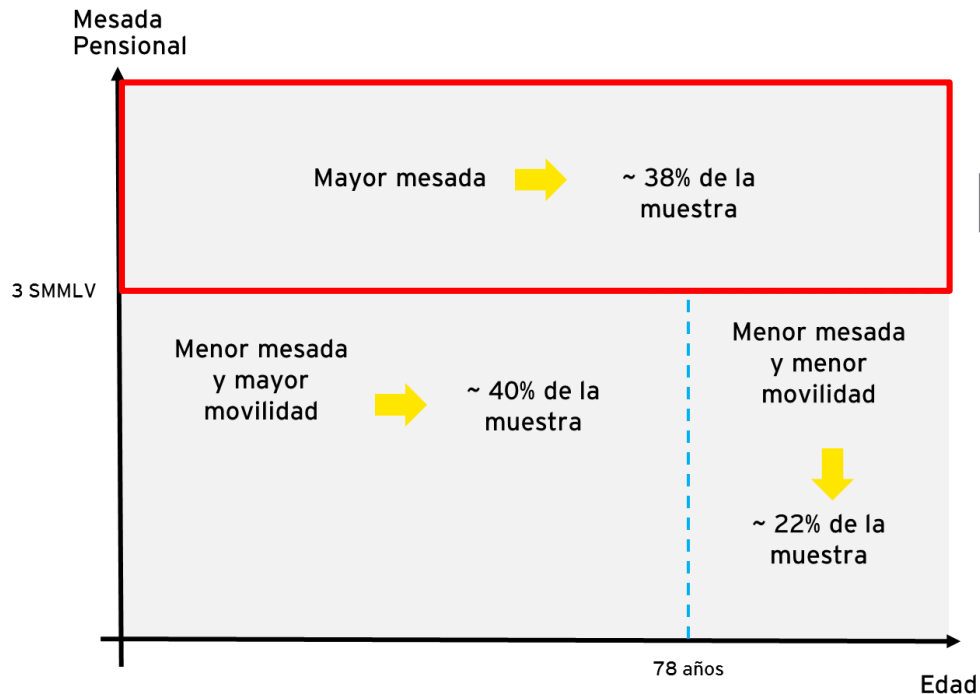 Mesada
Pensional
Mayor mesada
~ 38% de la
muestra
3 SMMLV
Menor mesada
y mayor
movilidad
~ 40% de la
muestra
Menor mesada
y menor
movilidad
~ 22% de la
muestra
78 años
Edad